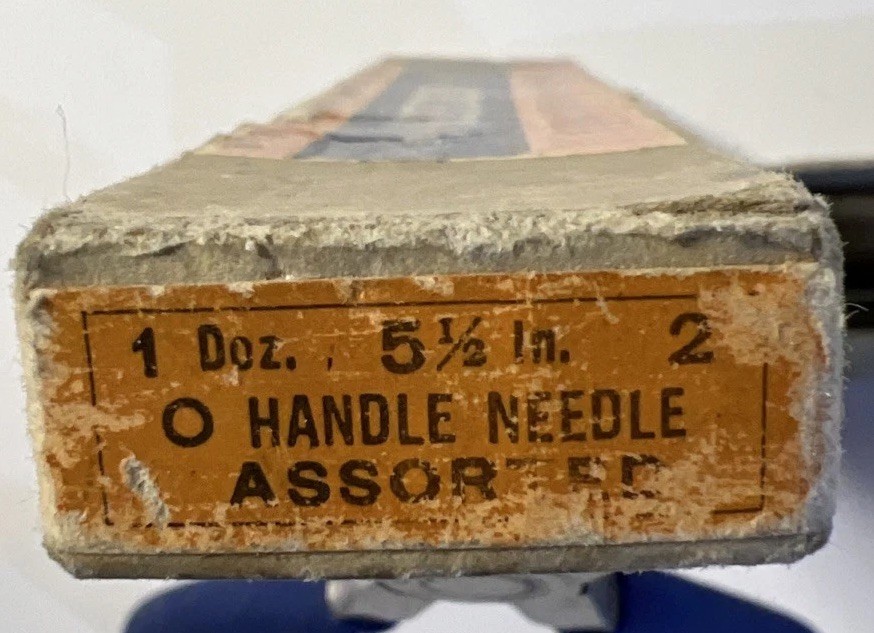 1 Doz. 5½ In. 2
O HANDLE NEEDLE
ASSORTED